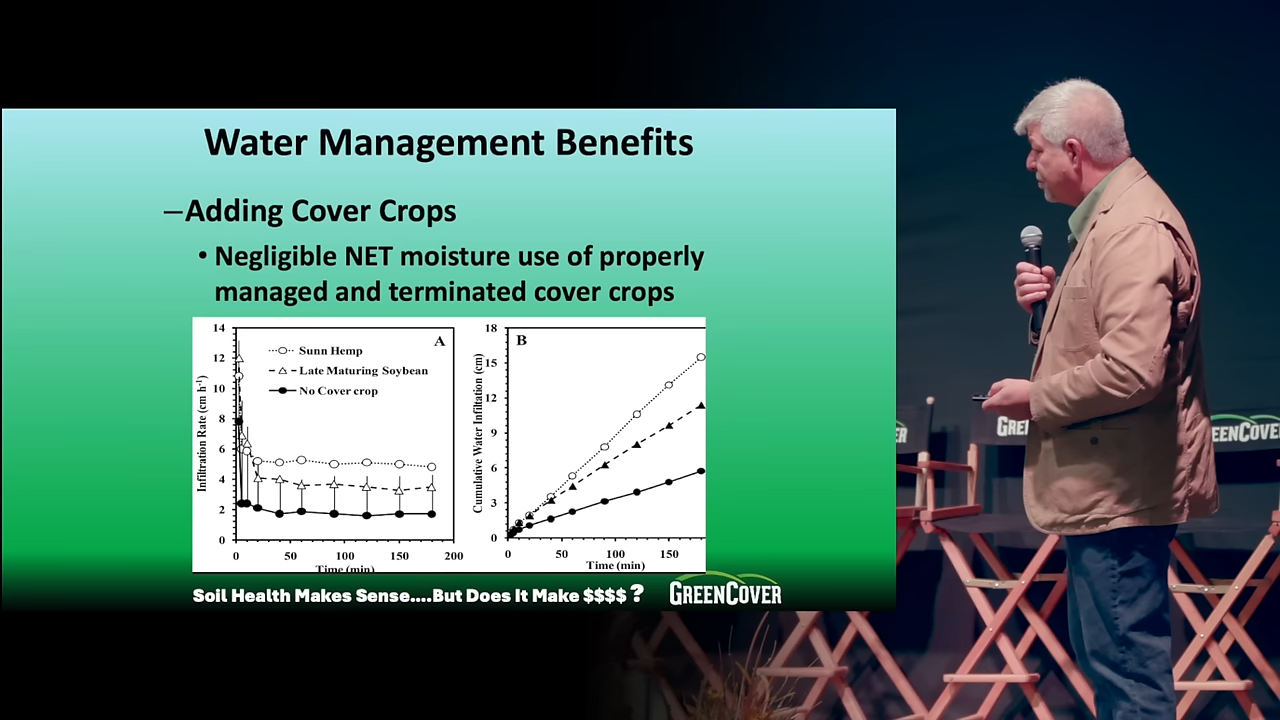 Water Management Benefits
–Adding Cover Crops
• Negligible NET moisture use of properly
managed and terminated cover crops
14
12
10
8
6
4
2
0
Infiltration Rate (cm h-1)
A
Sunn Hemp
Late Maturing Soybean
No Cover crop
0 50 100 150 200
Time (min)
18
15
12
9
6
3
0
Cumulative Water Infiltation (cm)
B
0 50 100 150
Time (min)
Soil Health Makes Sense....But Does It Make $$$$ ?
GREENCOVER
GREENCOVER